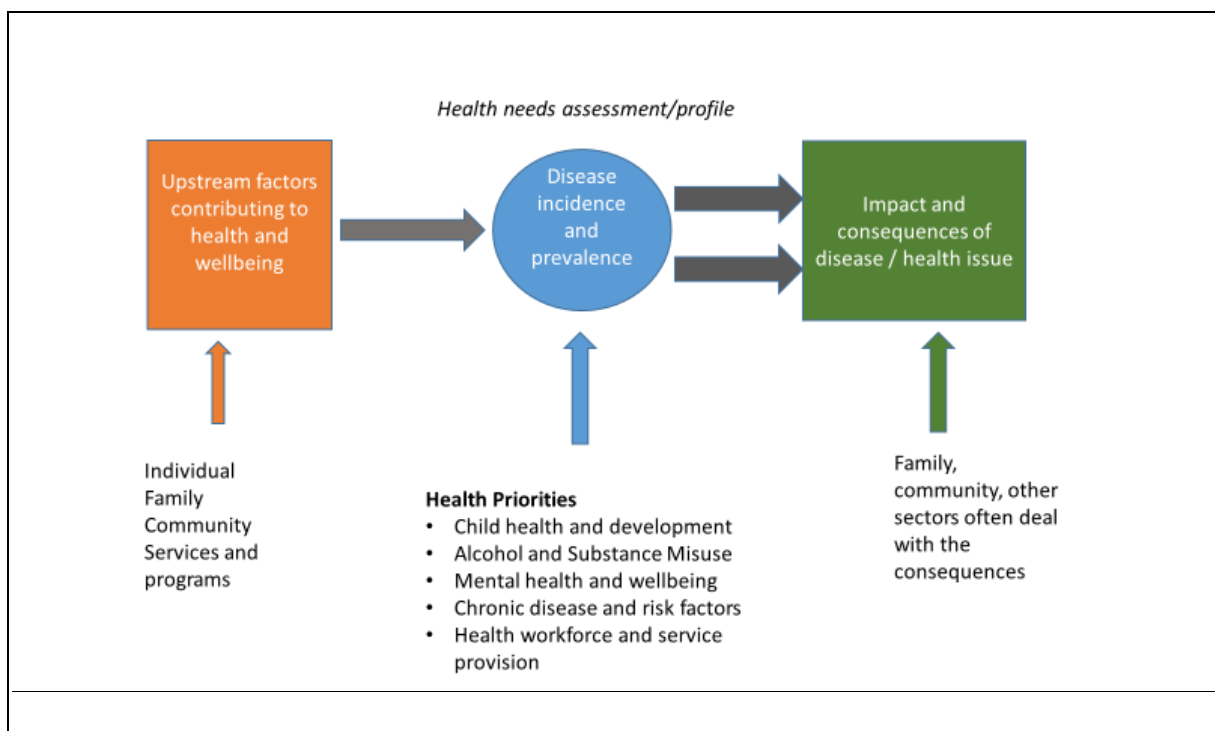 Health needs assessment/profile
Upstream factors
contributing to
health and
wellbeing
Disease
incidence
and
prevalence
Impact and
consequences of
disease / health issue
Individual
Family
Community
Services and
programs
Health Priorities
• Child health and development
• Alcohol and Substance Misuse
• Mental health and wellbeing
• Chronic disease and risk factors
• Health workforce and service
provision
Family,
community, other
sectors often deal
with the
consequences